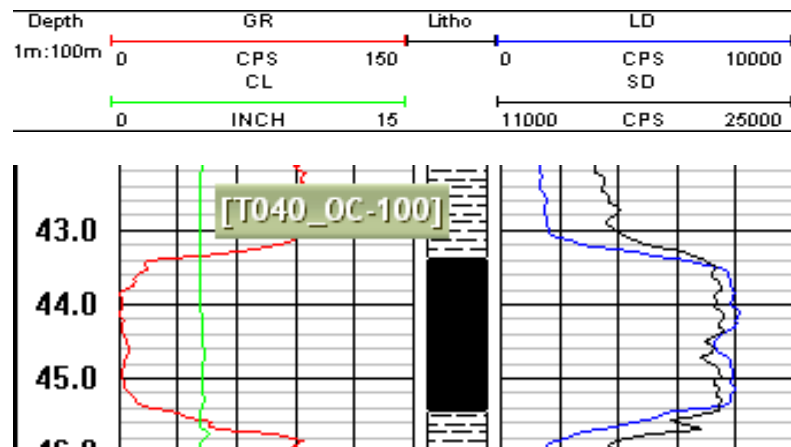 Depth GR Litho LD
1m:100m 0 CPS 150 0 CPS 10000
CL SD
0 INCH 15 11000 CPS 25000
[T040_OC-100]
43.0
44.0
45.0